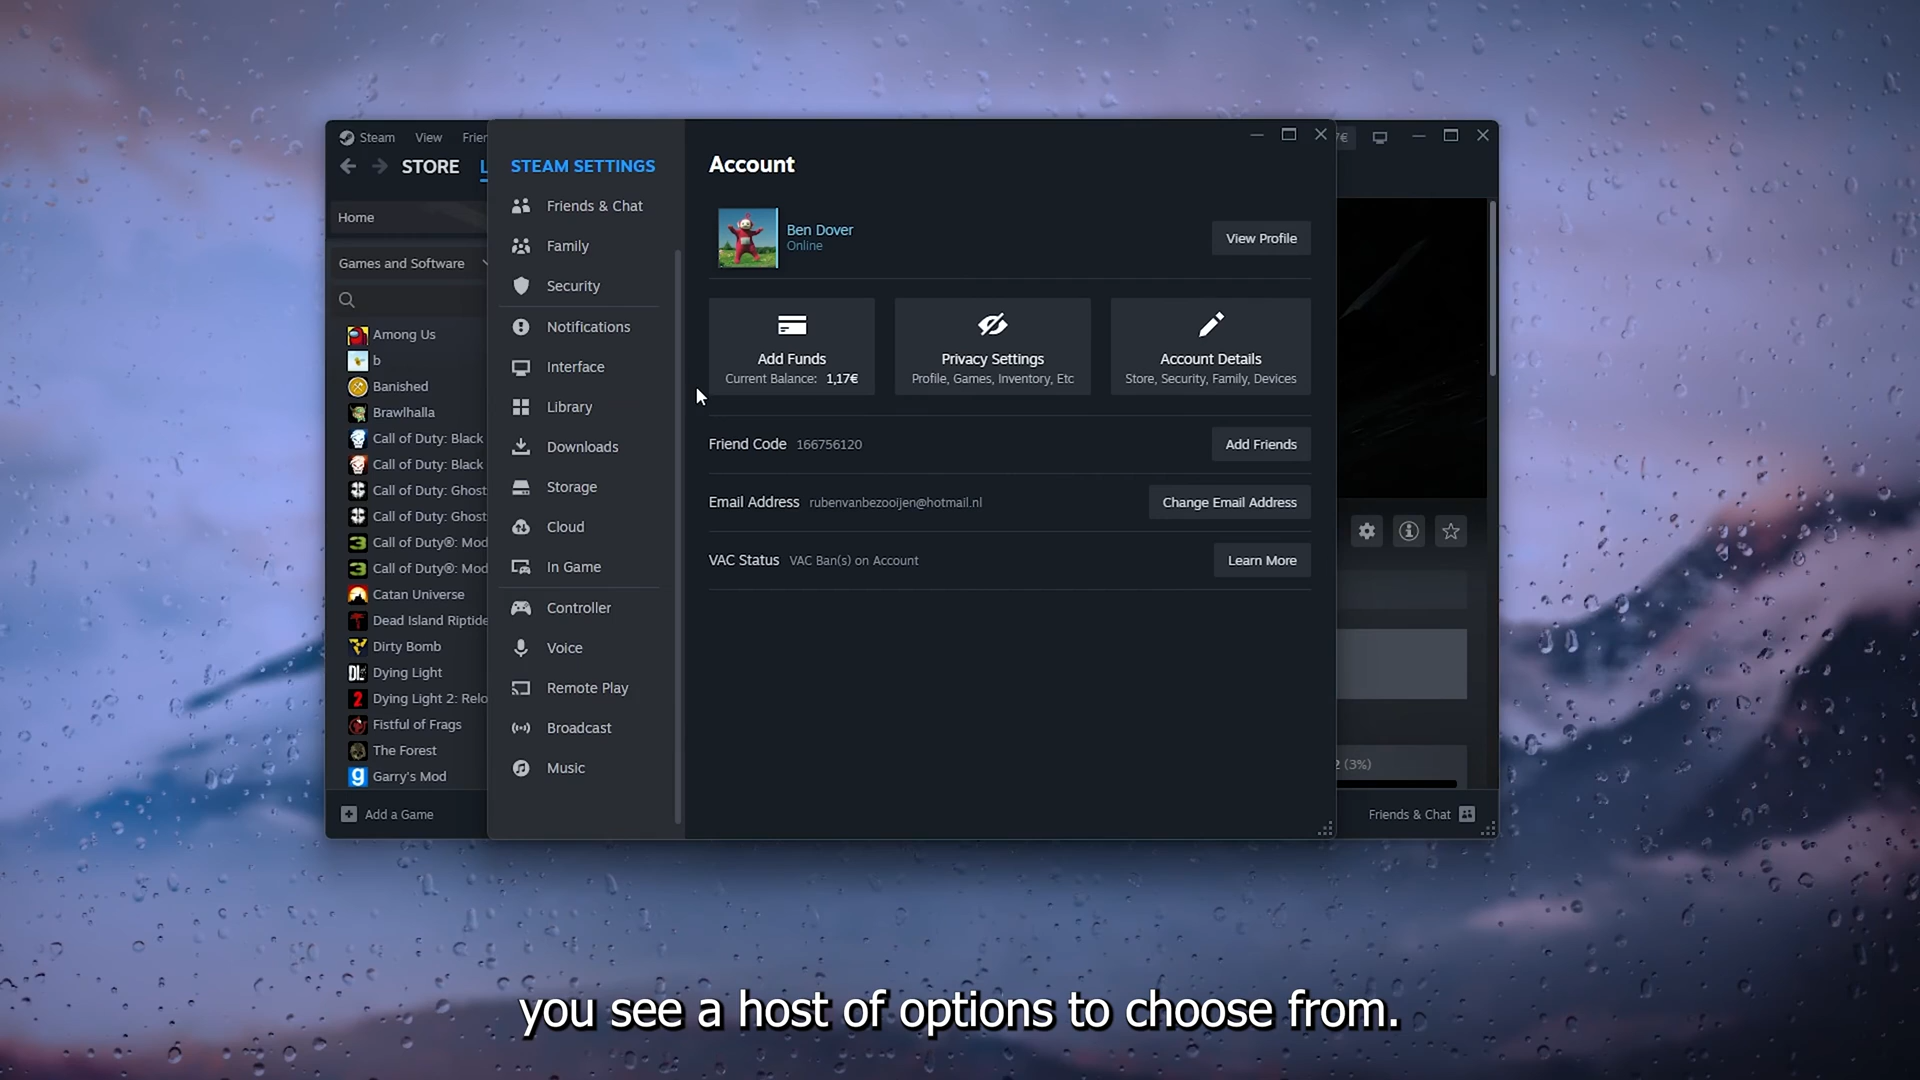 Steam View Frien
STORE L
Home
Games and Software
Among Us
b
Banished
Brawlhalla
Call of Duty: Black
Call of Duty: Black
Call of Duty: Ghost
Call of Duty: Ghost
Call of Duty®: Mod
Call of Duty®: Mod
Catan Universe
Dead Island Riptide
Dirty Bomb
Dying Light
Dying Light 2: Relo
Fistful of Frags
The Forest
Garry's Mod
Add a Game
STEAM SETTINGS
Friends & Chat
Family
Security
Notifications
Interface
Library
Downloads
Storage
Cloud
In Game
Controller
Voice
Remote Play
Broadcast
Music
Account
Ben Dover
Online
View Profile
Add Funds
Current Balance: 1,17€
Privacy Settings
Profile, Games, Inventory, Etc
Account Details
Store, Security, Family, Devices
Friend Code 166756120
Add Friends
Email Address rubenvanbezooijen@hotmail.nl
Change Email Address
VAC Status VAC Ban(s) on Account
Learn More
7€
2 (3%)
Friends & Chat
you see a host of options to choose from.